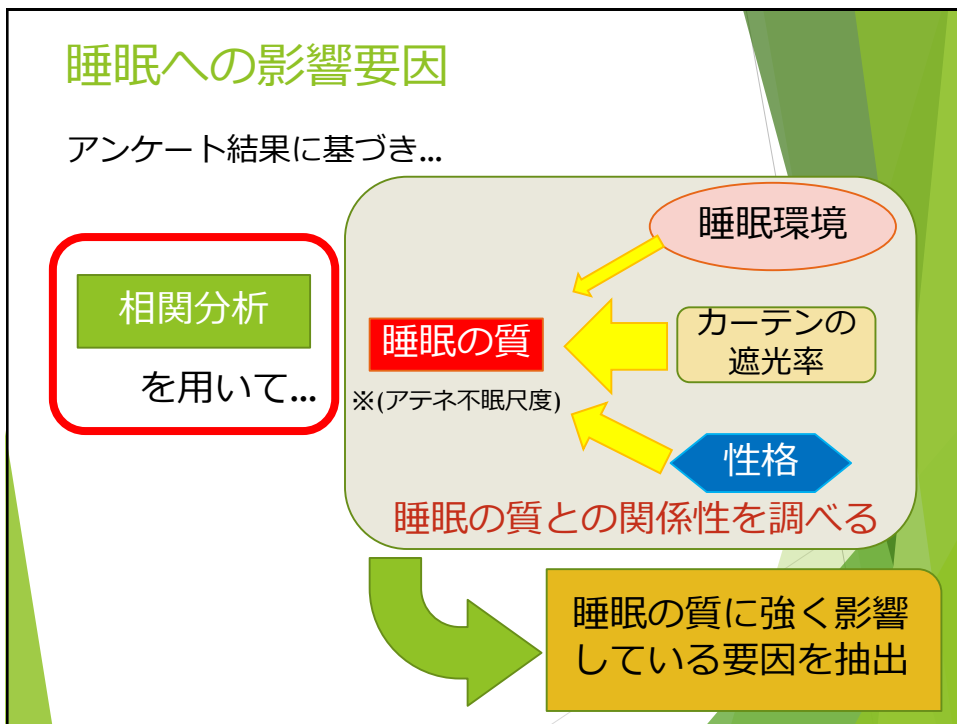 睡眠への影響要因
アンケート結果に基づき...
相関分析
を用いて...
睡眠環境
睡眠の質
※(アテネ不眠尺度)
カーテンの
遮光率
性格
睡眠の質との関係性を調べる
睡眠の質に強く影響
している要因を抽出